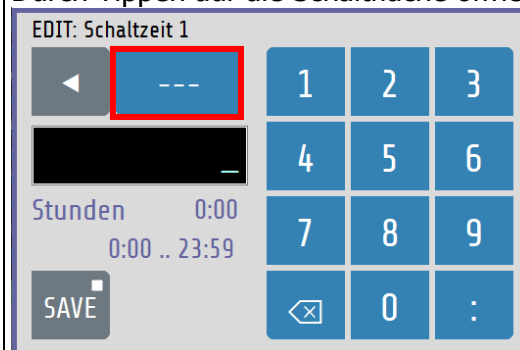 EDIT: Schaltzeit 1
◄ --- 1 2 3
_ 4 5 6
Stunden 0:00
0:00 .. 23:59
7 8 9
SAVE 0 :